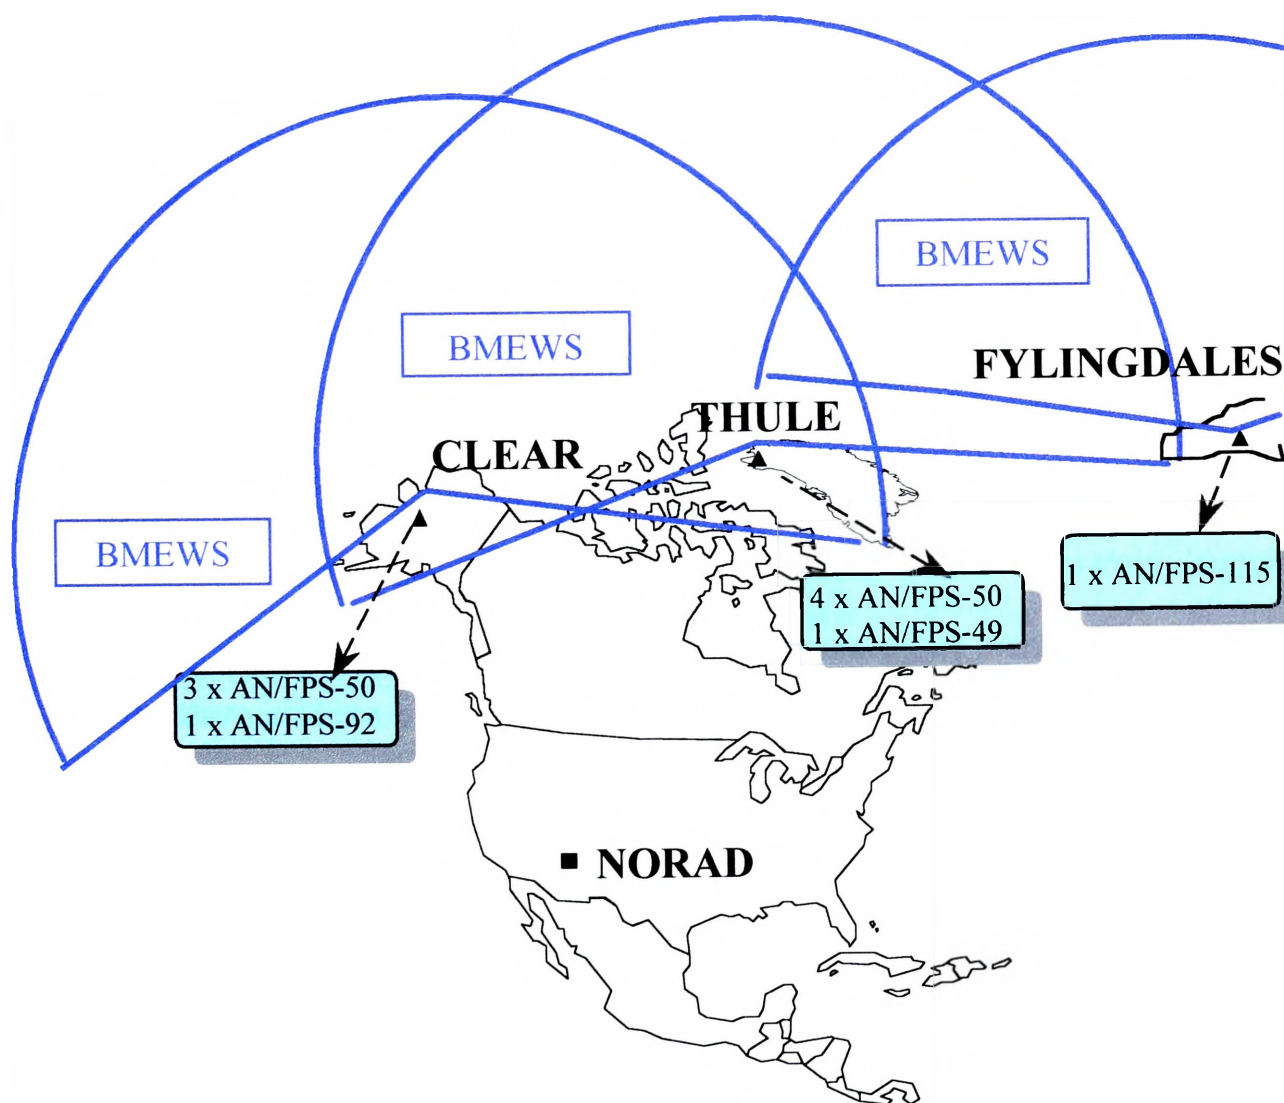 BMEWS
FYLINGDALES
BMEWS
THULE
CLEAR
BMEWS
1 x AN/FPS-115
4 x AN/FPS-50
1 x AN/FPS-49
3 x AN/FPS-50
1 x AN/FPS-92
NORAD